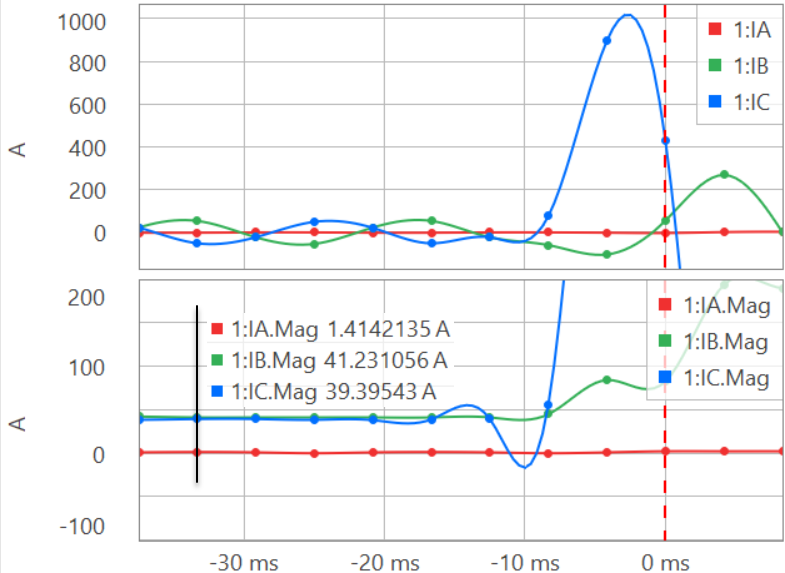 1000
800
600
400
200
0
A
1:IA
1:IB
1:IC
200
100
0
-100
A
1:IA.Mag 1.4142135 A
1:IB.Mag 41.231056 A
1:IC.Mag 39.39543 A
1:IA.Mag
1:IB.Mag
1:IC.Mag
-30 ms
-20 ms
-10 ms
0 ms